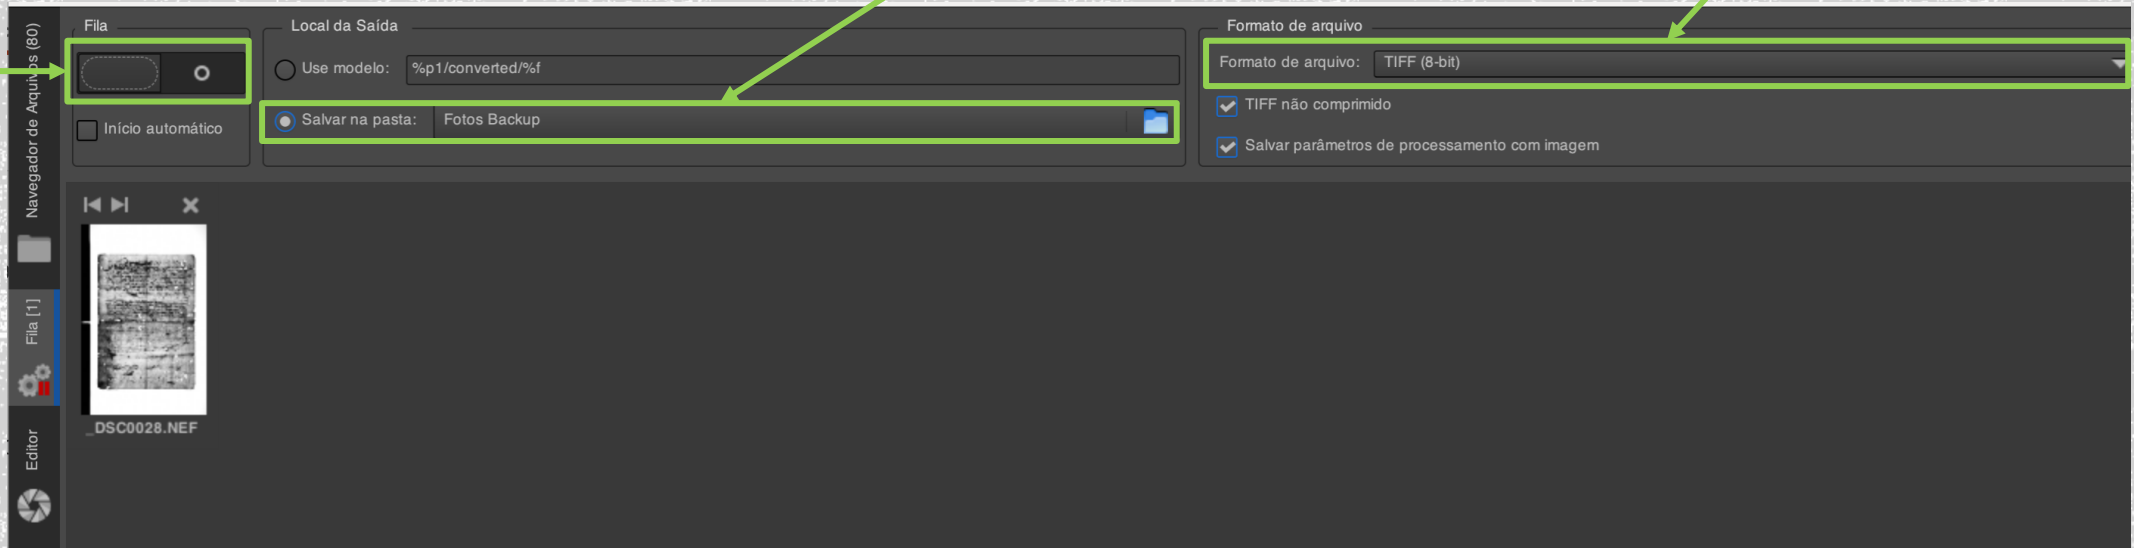 Fila
Local da Saída
Formato de arquivo
Use modelo: %p1/converted/%f
Formato de arquivo: TIFF (8-bit)
TIFF não comprimido
Salvar na pasta: Fotos Backup
Início automático
Salvar parâmetros de processamento com imagem
Navegador de Arquivos (80)
Fila [1]
Editor
_DSC0028.NEF